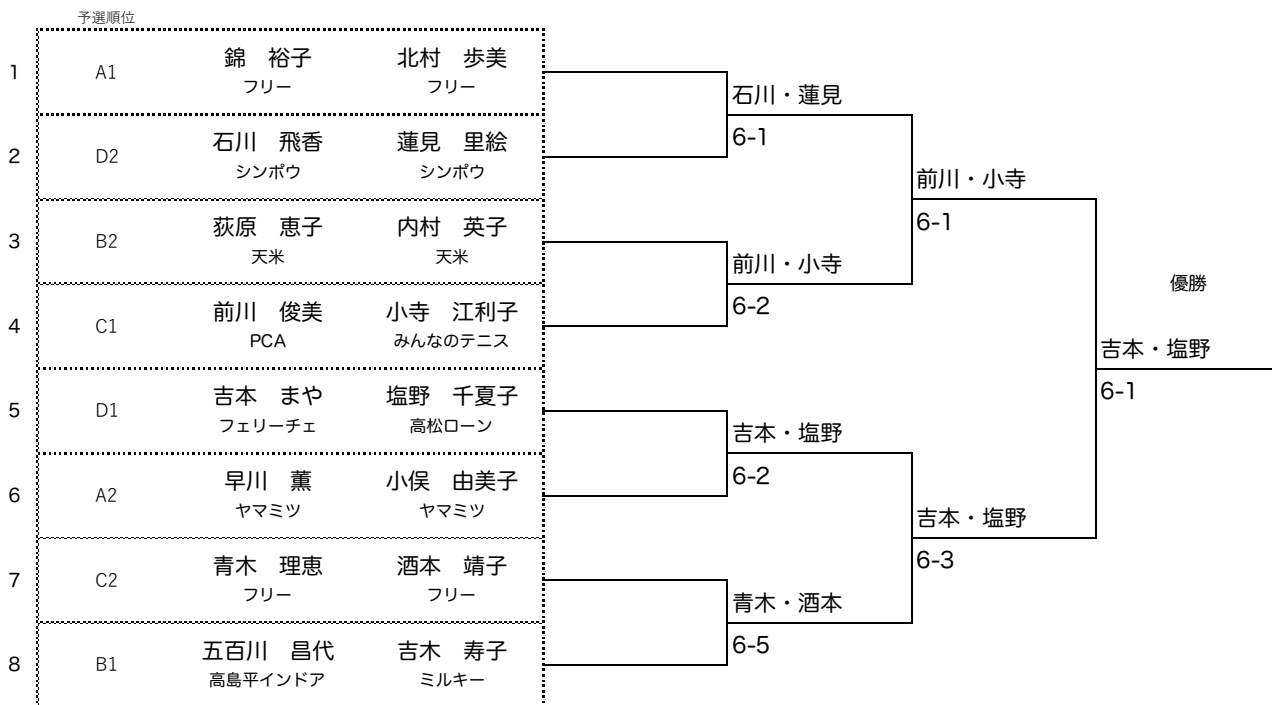 予選順位
1 A1 錦　裕子 北村　歩美
フリー フリー
2 D2 石川　飛香 蓮見　里絵
シンポウ シンポウ
3 B2 荻原　恵子 内村　英子
天米 天米
4 C1 前川　俊美 小寺　江利子
PCA みんなのテニス
5 D1 吉本　まや 塩野　千夏子
フェリーチェ 高松ローン
6 A2 早川　薫 小俣　由美子
ヤマミツ ヤマミツ
7 C2 青木　理恵 酒本　靖子
フリー フリー
8 B1 五百川　昌代 吉木　寿子
高島平インドア ミルキー
石川・蓮見
6-1
前川・小寺
6-2
吉本・塩野
6-2
青木・酒本
6-5
前川・小寺
6-1
吉本・塩野
6-3
優勝
吉本・塩野
6-1